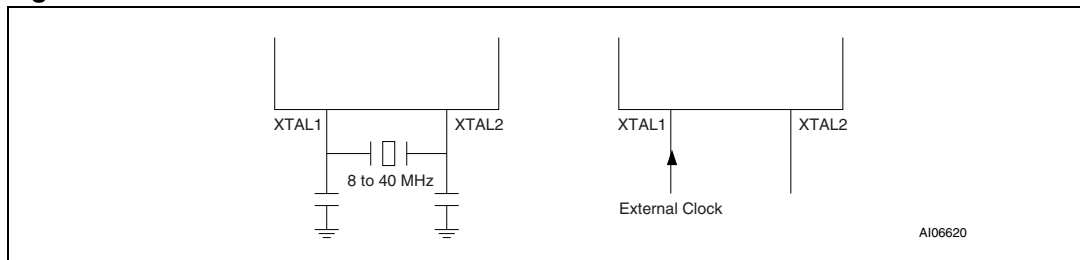 XTAL1
XTAL2
8 to 40 MHz
XTAL1
XTAL2
External Clock
AI06620